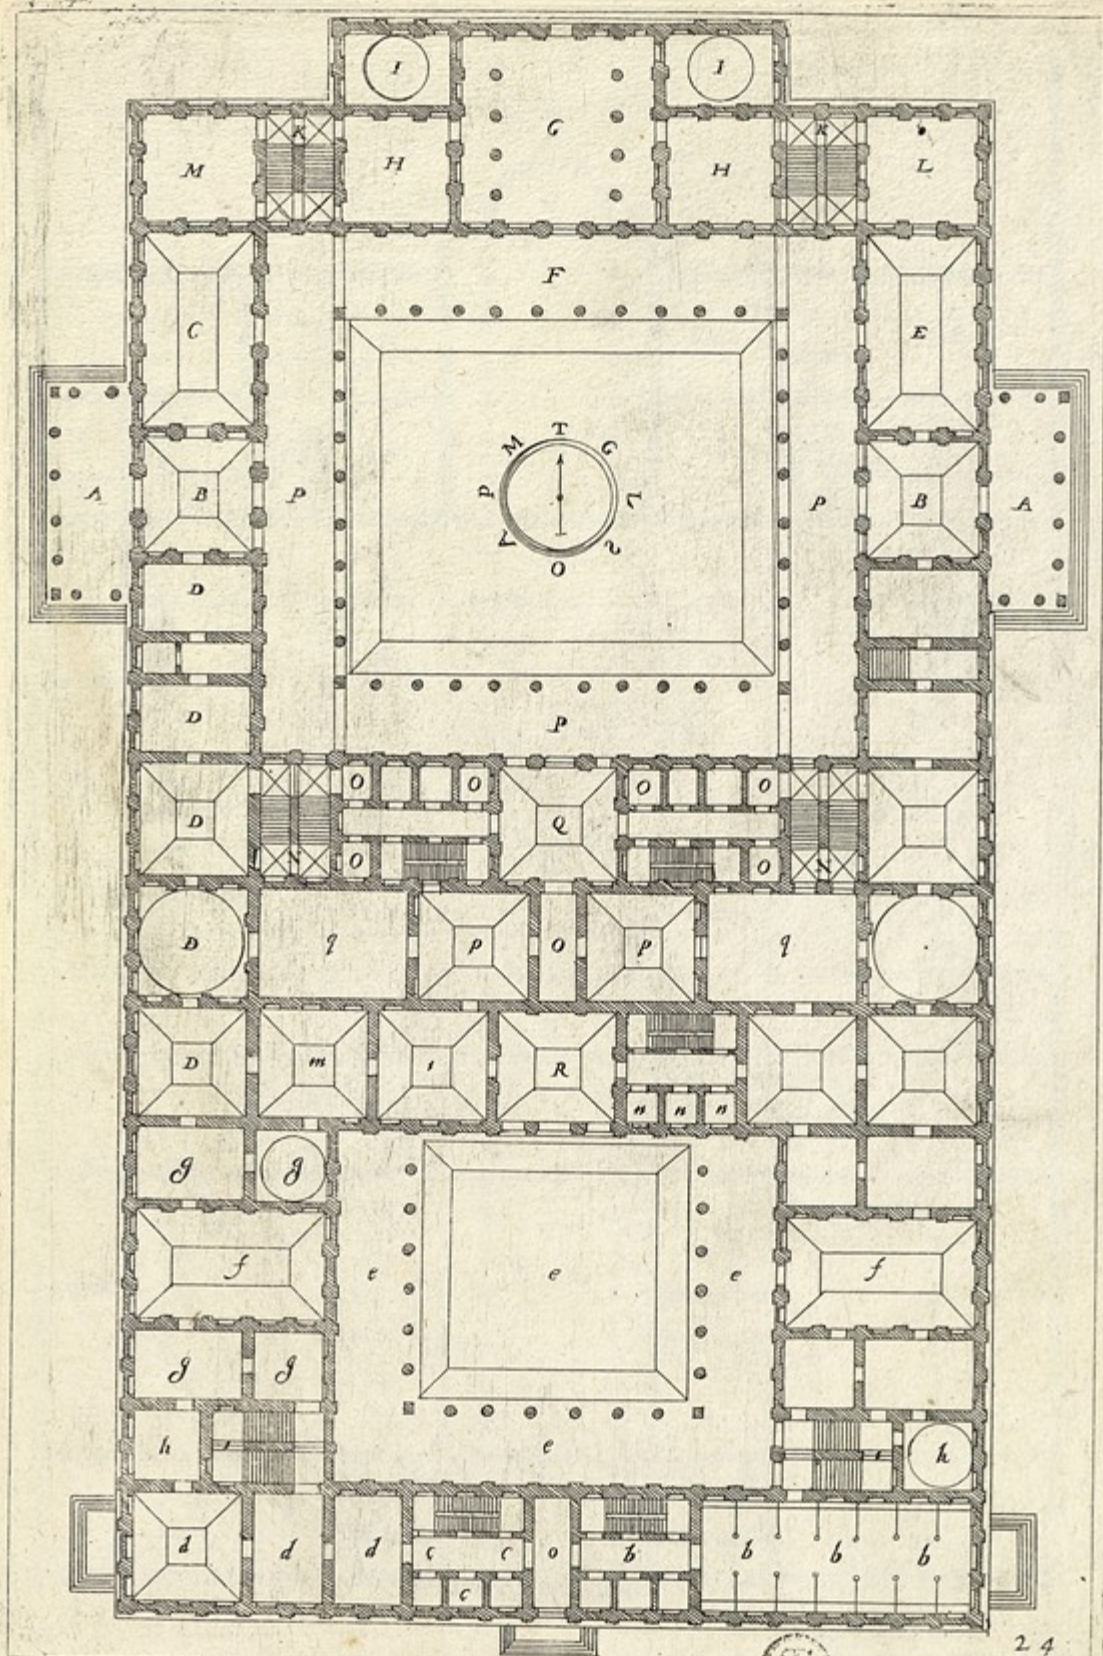 I I
G
M K H H K L
F
C E
T
M G
A B P P L P B A
V S
O
D
D
P
O O O O
D Q
O O
D q p O p q
D m i R
n n n
g g
f e e e f
g g
h e h
d d d c c o b b b b
c
24